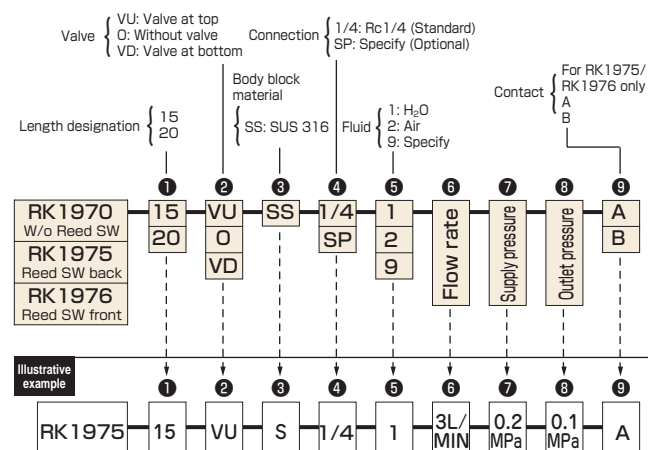 VU: Valve at top
Valve
O: Without valve
VD: Valve at bottom
Connection
1/4: Rc1/4 (Standard)
SP: Specify (Optional)
Body block
material
SS: SUS 316
Length designation
15
20
Fluid
1: H₂O
2: Air
9: Specify
Contact
For RK1975/
RK1976 only
A
B
❶ ❷ ❸ ❹ ❺ ❻ ❼ ❽ ❾
RK1970
W/o Reed SW
RK1975
Reed SW back
RK1976
Reed SW front
15
20
VU
O
VD
SS
1/4
SP
1
2
9
Flow rate
Supply pressure
Outlet pressure
A
B
Illustrative
example
❶ ❷ ❸ ❹ ❺ ❻ ❼ ❽ ❾
RK1975 15 VU S 1/4 1 3L/MIN 0.2 MPa 0.1 MPa A